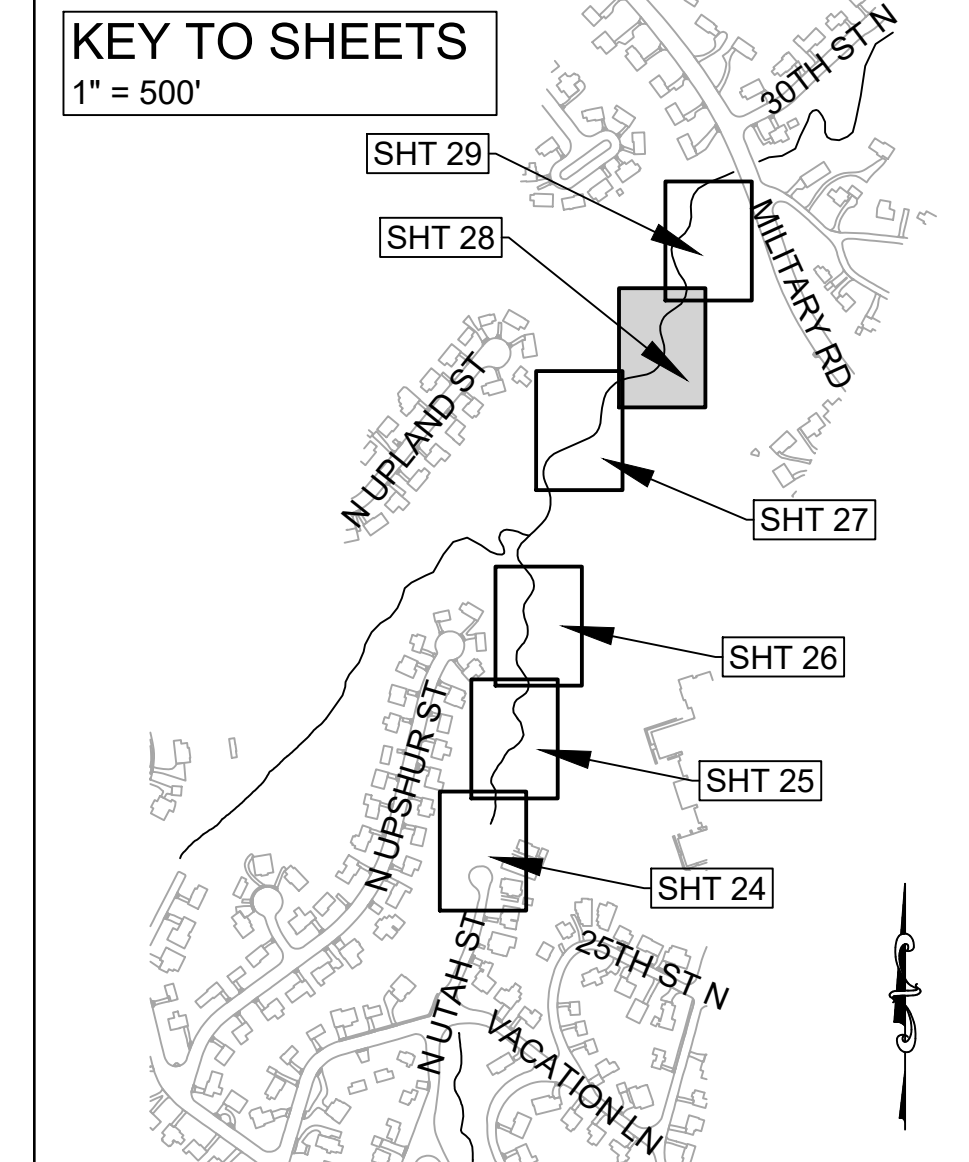 KEY TO SHEETS
1" = 500'
30TH ST N
SHT 29
SHT 28
MILITARY RD
N UPLAND ST
SHT 27
SHT 26
N UPSHUR ST
SHT 25
SHT 24
25TH ST N
N UTAH ST
VACATION LN